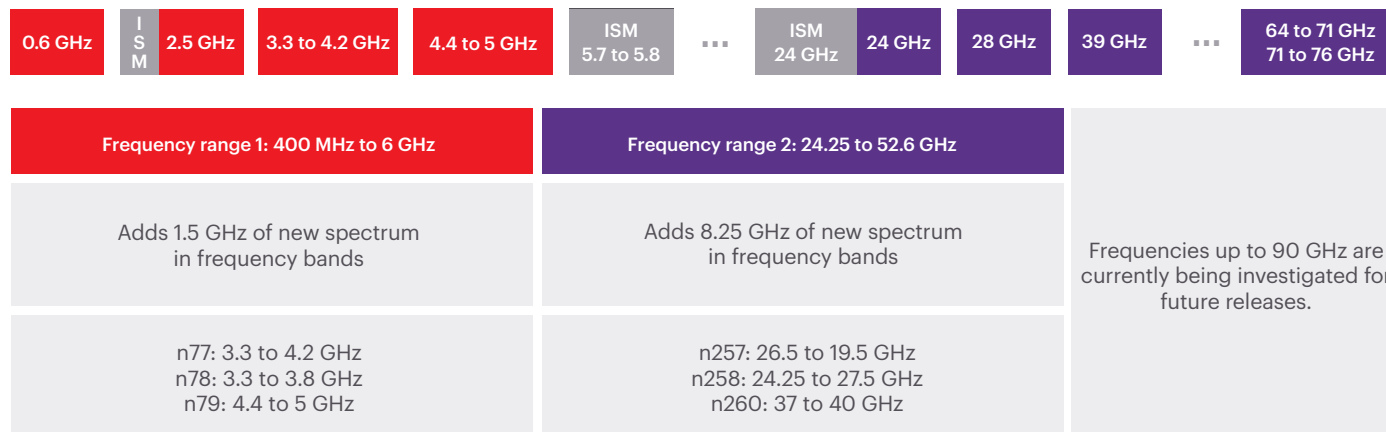 0.6 GHz
I
S
M
2.5 GHz
3.3 to 4.2 GHz
4.4 to 5 GHz
ISM
5.7 to 5.8
...
ISM
24 GHz
24 GHz
28 GHz
39 GHz
...
64 to 71 GHz
71 to 76 GHz
Frequency range 1: 400 MHz to 6 GHz
Frequency range 2: 24.25 to 52.6 GHz
Adds 1.5 GHz of new spectrum
in frequency bands
Adds 8.25 GHz of new spectrum
in frequency bands
Frequencies up to 90 GHz are
currently being investigated for
future releases.
n77: 3.3 to 4.2 GHz
n78: 3.3 to 3.8 GHz
n79: 4.4 to 5 GHz
n257: 26.5 to 19.5 GHz
n258: 24.25 to 27.5 GHz
n260: 37 to 40 GHz